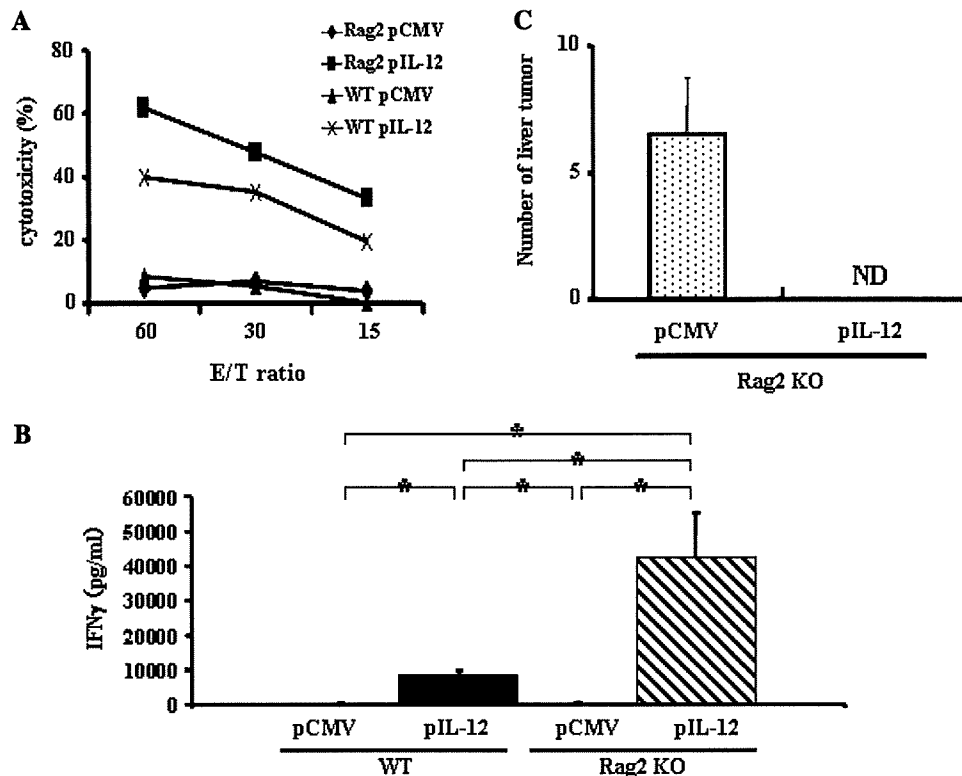 A
Rag2 pCMV
Rag2 pIL-12
WT pCMV
WT pIL-12
cytotoxicity (%)
80
60
40
20
0
60 30 15
E/T ratio
C
Number of liver tumor
10
5
0
ND
pCMV pIL-12
Rag2 KO
B
*
*
* * *
IFNγ (pg/ml)
60000
50000
40000
30000
20000
10000
0
pCMV pIL-12 pCMV pIL-12
WT Rag2 KO